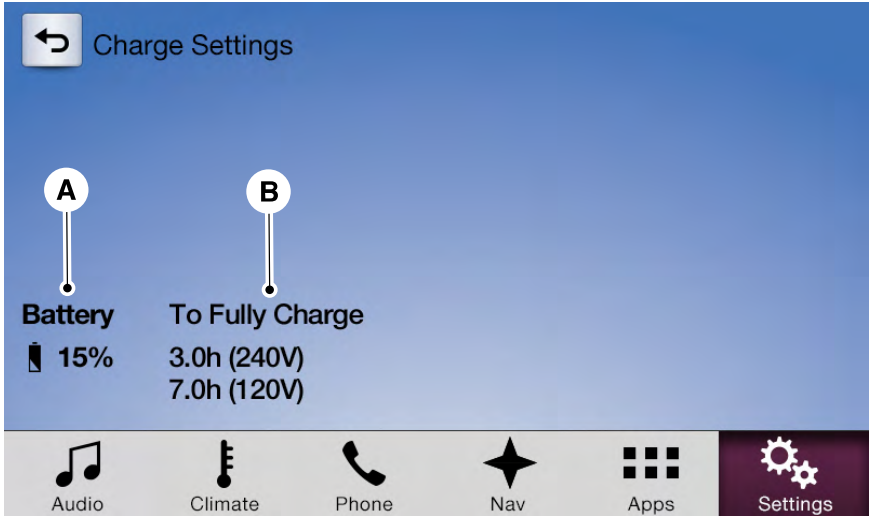 Charge Settings
A
B
Battery
To Fully Charge
15%
3.0h (240V)
7.0h (120V)
Audio
Climate
Phone
Nav
Apps
Settings